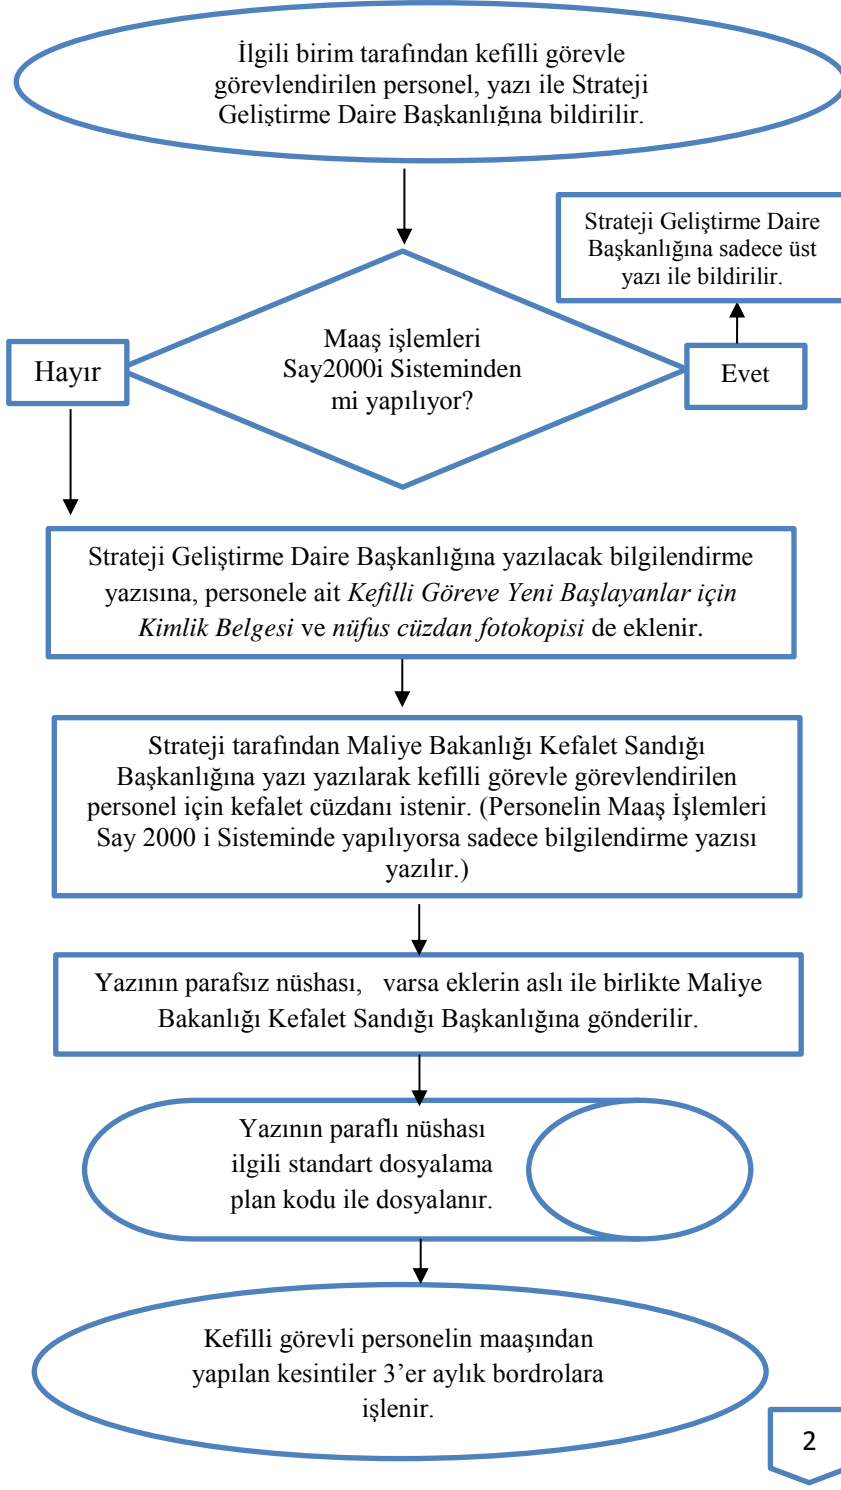 İlgili birim tarafından kefilli görevle
görevlendirilen personel, yazı ile Strateji
Geliştirme Daire Başkanlığına bildirilir.
Strateji Geliştirme Daire
Başkanlığına sadece üst
yazı ile bildirilir.
Maaş işlemleri
Say2000i Sisteminden
mi yapılıyor?
Hayır
Evet
Strateji Geliştirme Daire Başkanlığına yazılacak bilgilendirme
yazısına, personele ait Kefilli Göreve Yeni Başlayanlar için
Kimlik Belgesi ve nüfus cüzdan fotokopisi de eklenir.
Strateji tarafından Maliye Bakanlığı Kefalet Sandığı
Başkanlığına yazı yazılarak kefilli görevle görevlendirilen
personel için kefalet cüzdanı istenir. (Personelin Maaş İşlemleri
Say 2000 i Sisteminde yapılıyorsa sadece bilgilendirme yazısı
yazılır.)
Yazının parafsız nüshası, varsa eklerin aslı ile birlikte Maliye
Bakanlığı Kefalet Sandığı Başkanlığına gönderilir.
Yazının paraflı nüshası
ilgili standart dosyalama
plan kodu ile dosyalanır.
Kefilli görevli personelin maaşından
yapılan kesintiler 3’er aylık bordrolara
işlenir.
2